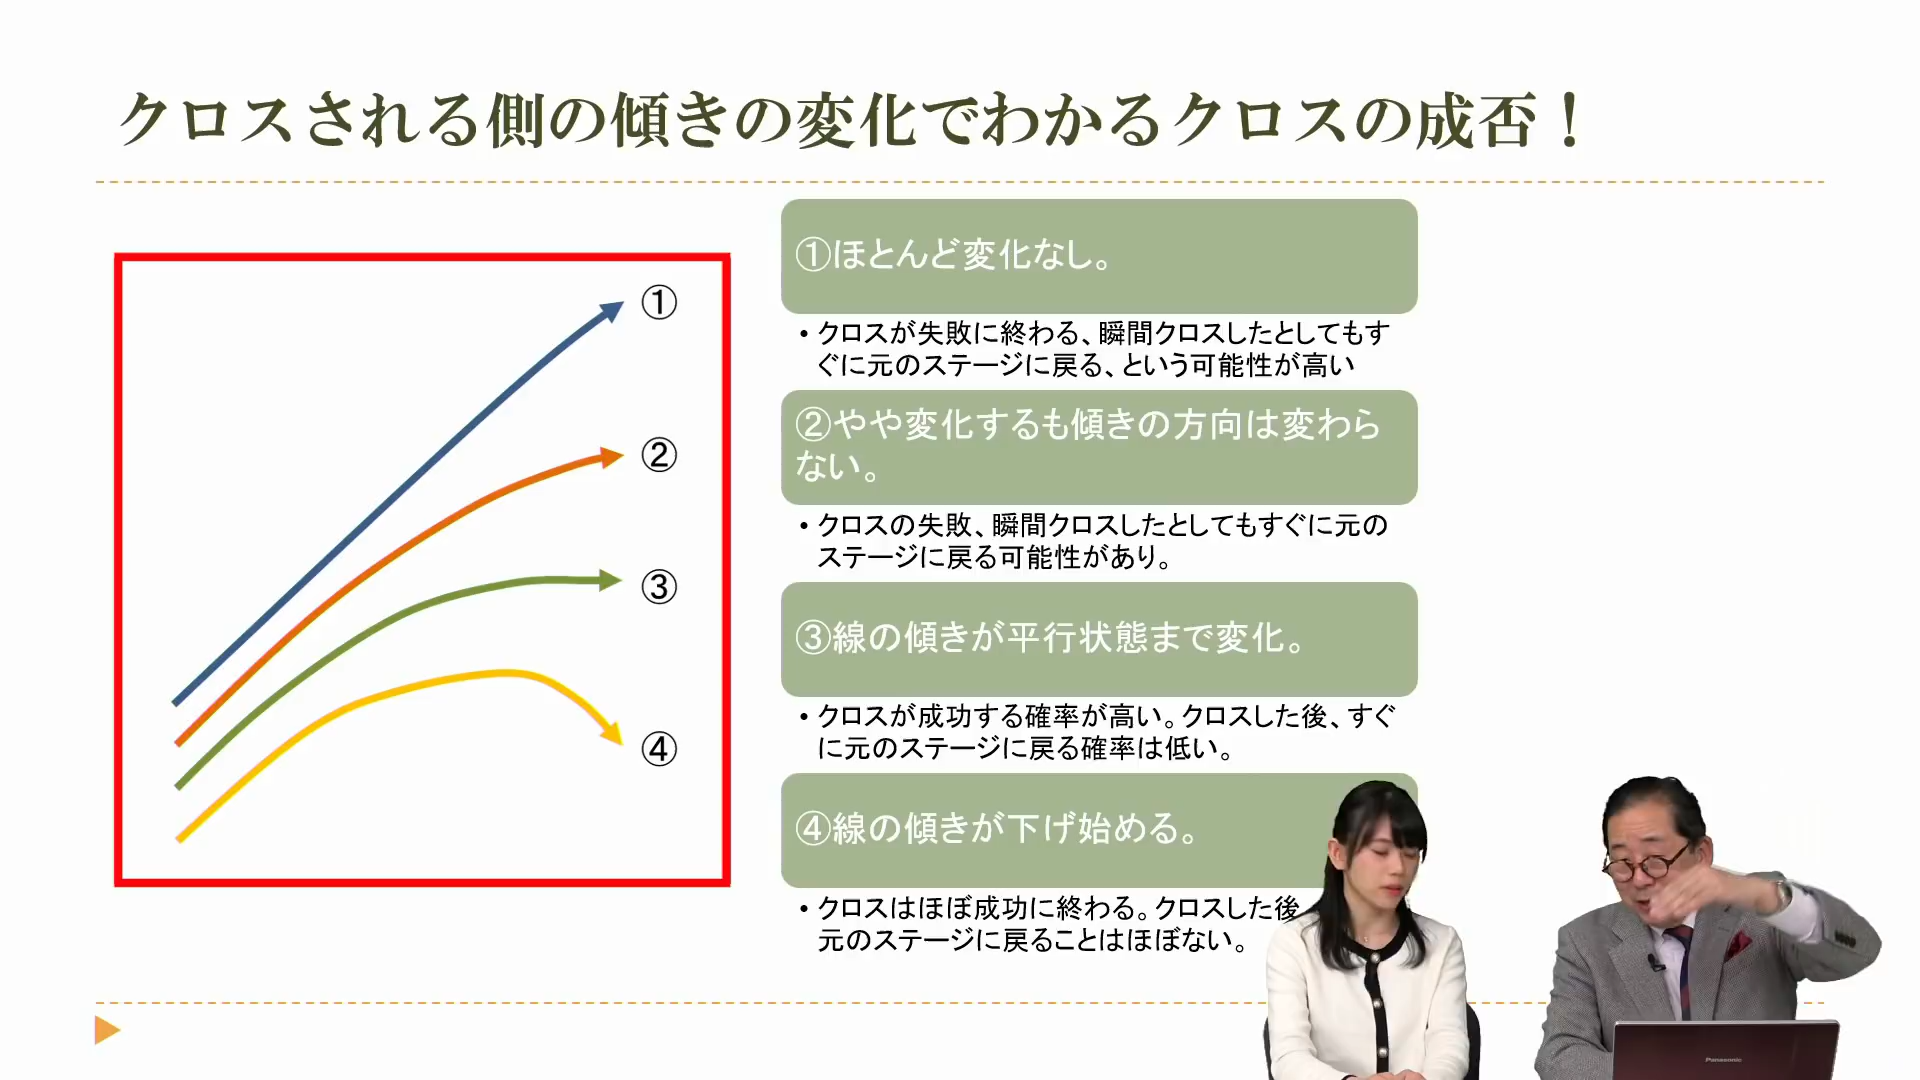 クロスされる側の傾きの変化でわかるクロスの成否！
①
②
③
④
①ほとんど変化なし。
・クロスが失敗に終わる、瞬間クロスしたとしてもす
ぐに元のステージに戻る、という可能性が高い
②やや変化するも傾きの方向は変わら
ない。
・クロスの失敗、瞬間クロスしたとしてもすぐに元の
ステージに戻る可能性があり。
③線の傾きが平行状態まで変化。
・クロスが成功する確率が高い。クロスした後、すぐ
に元のステージに戻る確率は低い。
④線の傾きが下げ始める。
・クロスはほぼ成功に終わる。クロスした後
元のステージに戻ることはほぼない。
Panasonic